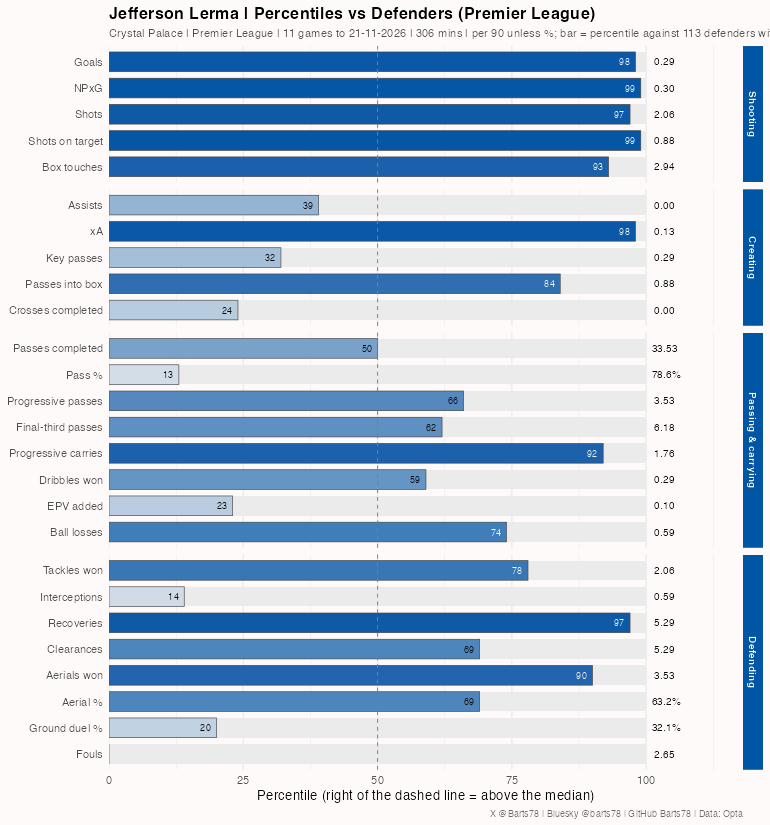 Jefferson Lerma | Percentiles vs Defenders (Premier League)
Crystal Palace | Premier League | 11 games to 21-11-2026 | 306 mins | per 90 unless %; bar = percentile against 113 defenders wi
Goals 98 0.29
NPxG 99 0.30
Shots 97 2.06
Shots on target 99 0.88
Box touches 93 2.94
Shooting
Assists 39 0.00
xA 98 0.13
Key passes 32 0.29
Passes into box 84 0.88
Crosses completed 24 0.00
Creating
Passes completed 50 33.53
Pass % 13 78.6%
Progressive passes 66 3.53
Final-third passes 62 6.18
Progressive carries 92 1.76
Dribbles won 59 0.29
EPV added 23 0.10
Ball losses 74 0.59
Passing & carrying
Tackles won 78 2.06
Interceptions 14 0.59
Recoveries 97 5.29
Clearances 69 5.29
Aerials won 90 3.53
Aerial % 69 63.2%
Ground duel % 20 32.1%
Fouls 2.65
Defending
0 25 50 75 100
Percentile (right of the dashed line = above the median)
X @Barts78 | Bluesky @barts78 | GitHub Barts78 | Data: Opta